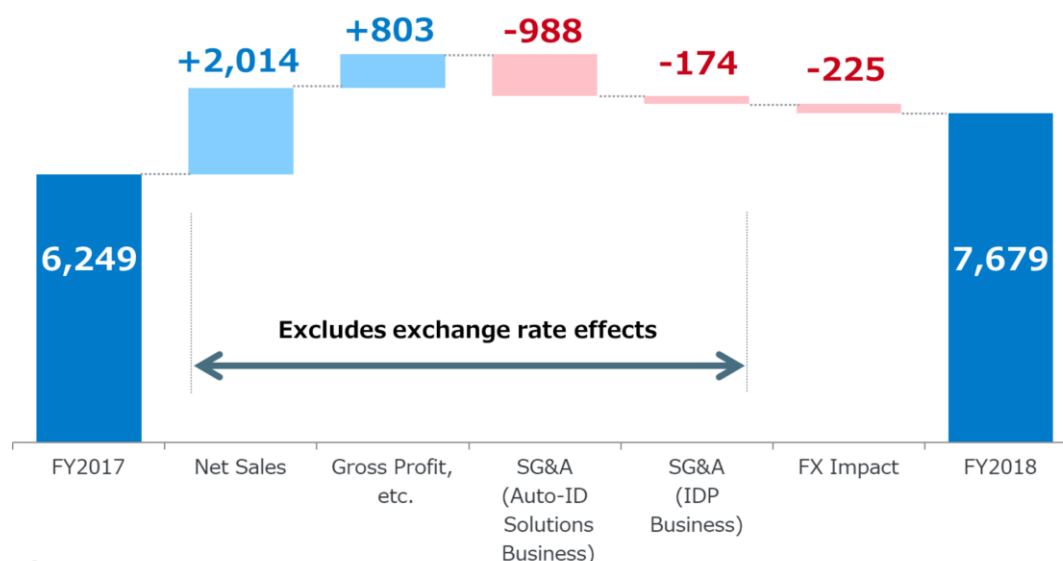 +2,014
+803
-988
-174
-225
6,249
7,679
Excludes exchange rate effects
FY2017
Net Sales
Gross Profit,
etc.
SG&A
(Auto-ID
Solutions
Business)
SG&A
(IDP
Business)
FX Impact
FY2018